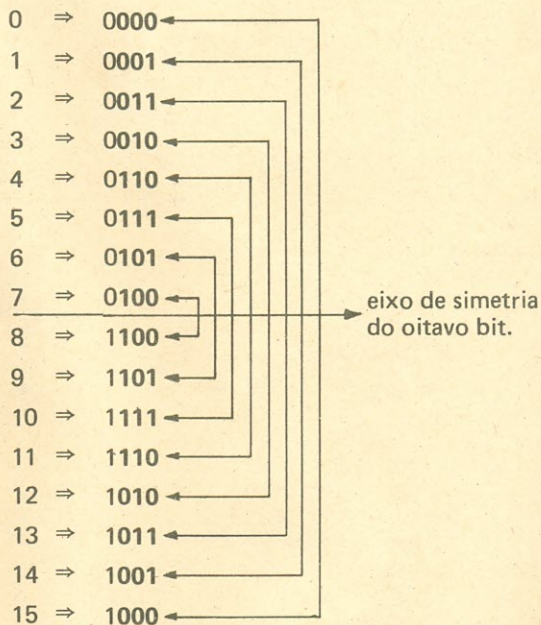 0 ⇒ 0000
1 ⇒ 0001
2 ⇒ 0011
3 ⇒ 0010
4 ⇒ 0110
5 ⇒ 0111
6 ⇒ 0101
7 ⇒ 0100
eixo de simetria
do oitavo bit.
8 ⇒ 1100
9 ⇒ 1101
10 ⇒ 1111
11 ⇒ 1110
12 ⇒ 1010
13 ⇒ 1011
14 ⇒ 1001
15 ⇒ 1000